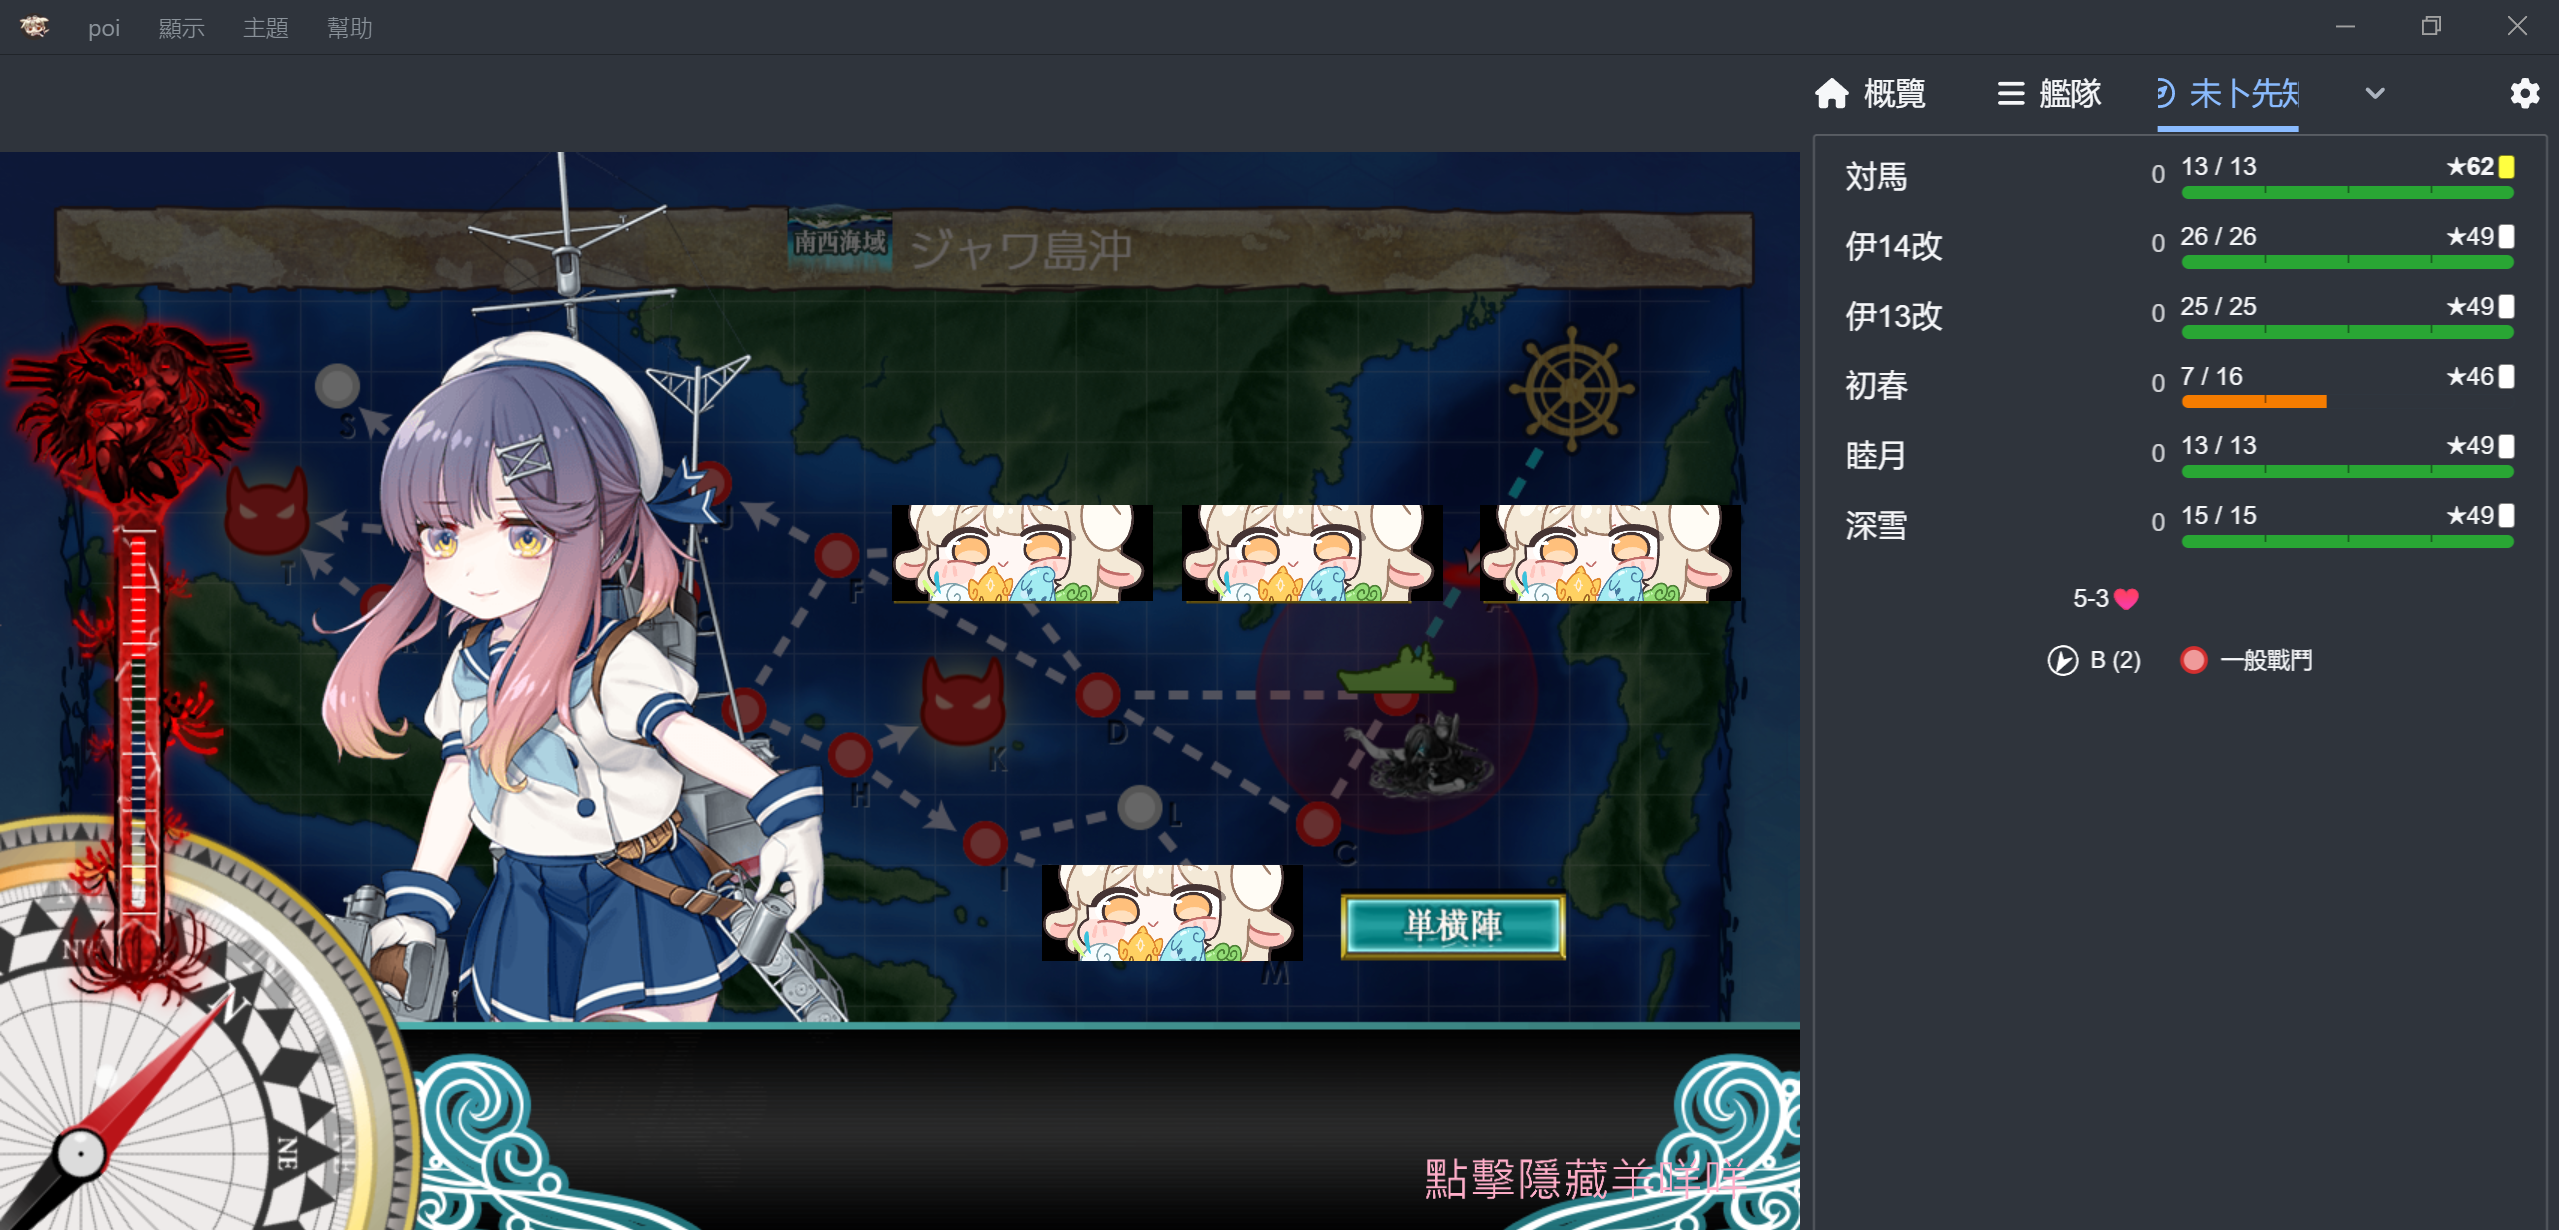 poi 顯示 主題 幫助
概覽 艦隊 未卜先知
南西海域 ジャワ島沖
対馬 0 13 / 13 ★62
伊14改 0 26 / 26 ★49
伊13改 0 25 / 25 ★49
初春 0 7 / 16 ★46
睦月 0 13 / 13 ★49
深雪 0 15 / 15 ★49
5-3
B (2) 一般戰鬥
S
J
T
F
A
D
K
H
L
C
I
M
単横陣
N
NE
NE
點擊隱藏羊咩咩